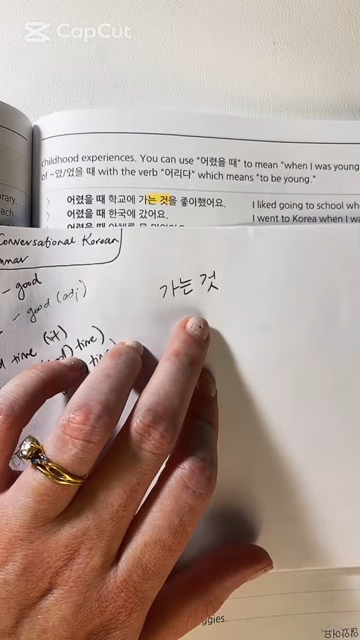 CapCut
childhood experiences. You can use "어렸을 때" to mean "when I was young
of -았/었을 때 with the verb "어리다" which means "to be young."
어렸을 때 학교에 가는 것을 좋아했어요. I liked going to school wh
어렸을 때 한국에 갔어요. I went to Korea when I wa
Conversational Korean
- good
- good (adj)
가는 것
time (int)
time)
ggies.